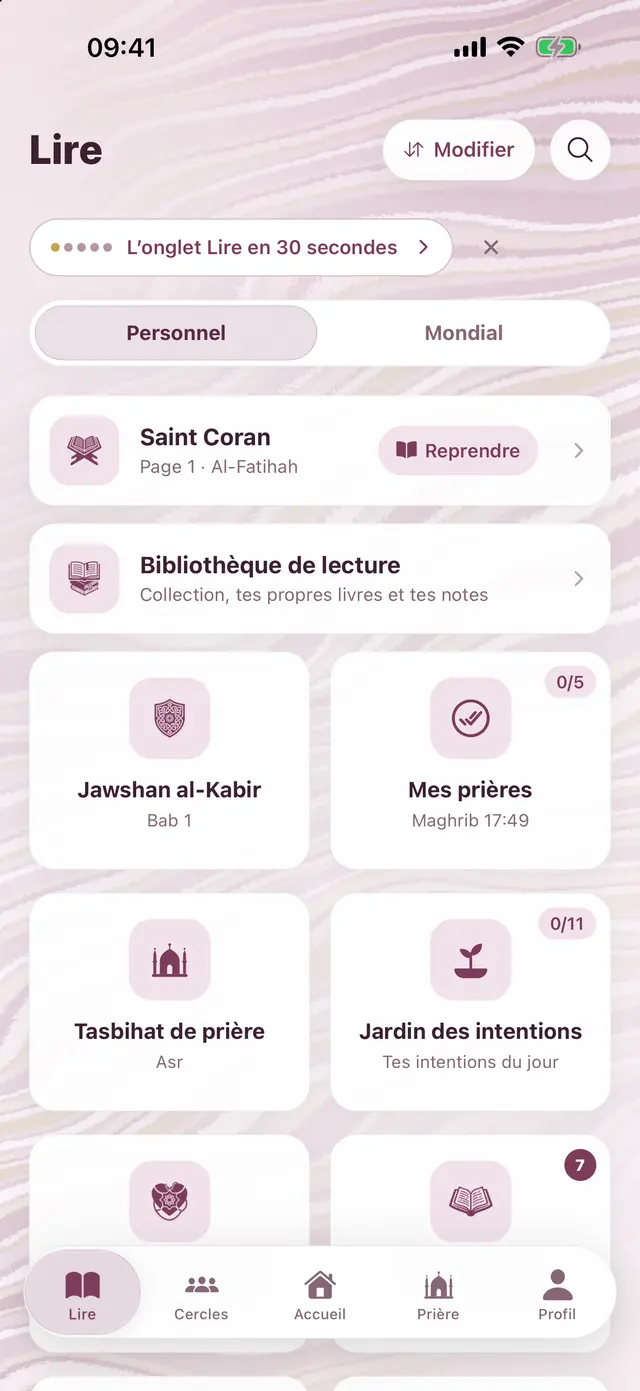 09:41
Lire
Modifier
L’onglet Lire en 30 secondes
Personnel
Mondial
Saint Coran
Page 1 · Al-Fatihah
Reprendre
Bibliothèque de lecture
Collection, tes propres livres et tes notes
Jawshan al-Kabir
Bab 1
0/5
Mes prières
Maghrib 17:49
Tasbihat de prière
Asr
0/11
Jardin des intentions
Tes intentions du jour
7
Lire
Cercles
Accueil
Prière
Profil